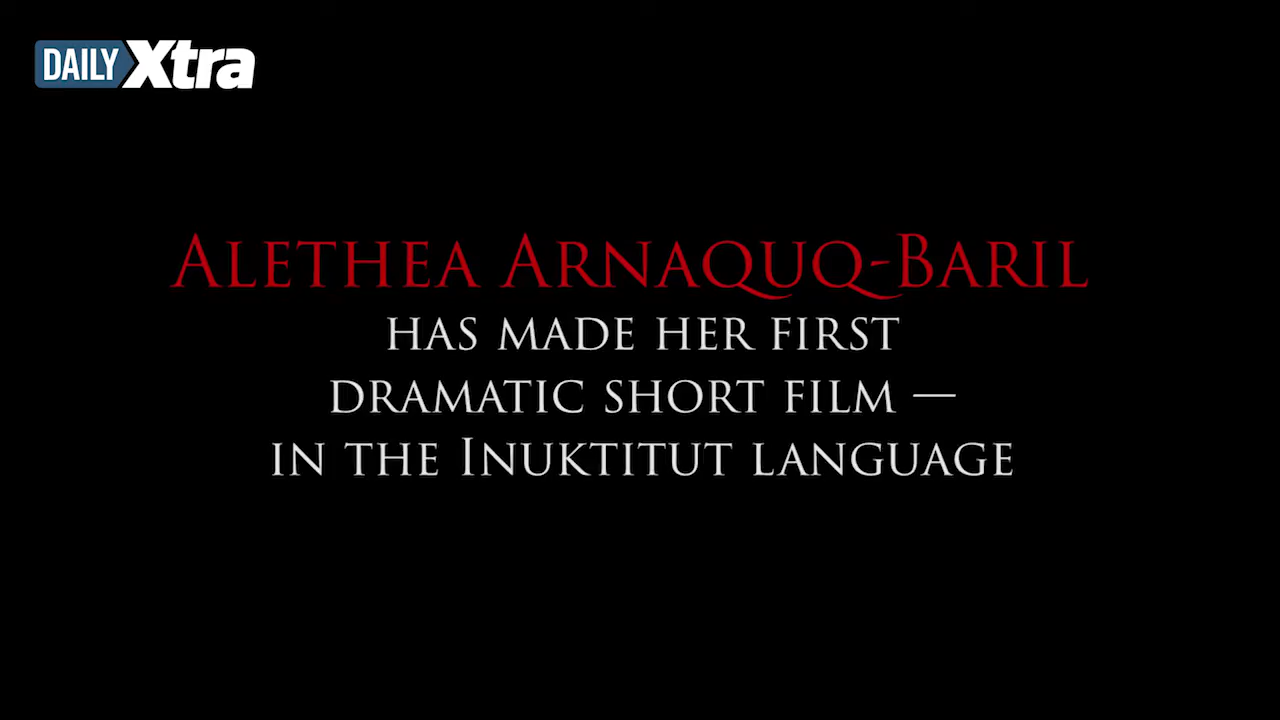 DAILY Xtra
ALETHEA ARNAQUQ-BARIL
HAS MADE HER FIRST
DRAMATIC SHORT FILM —
IN THE INUKTITUT LANGUAGE